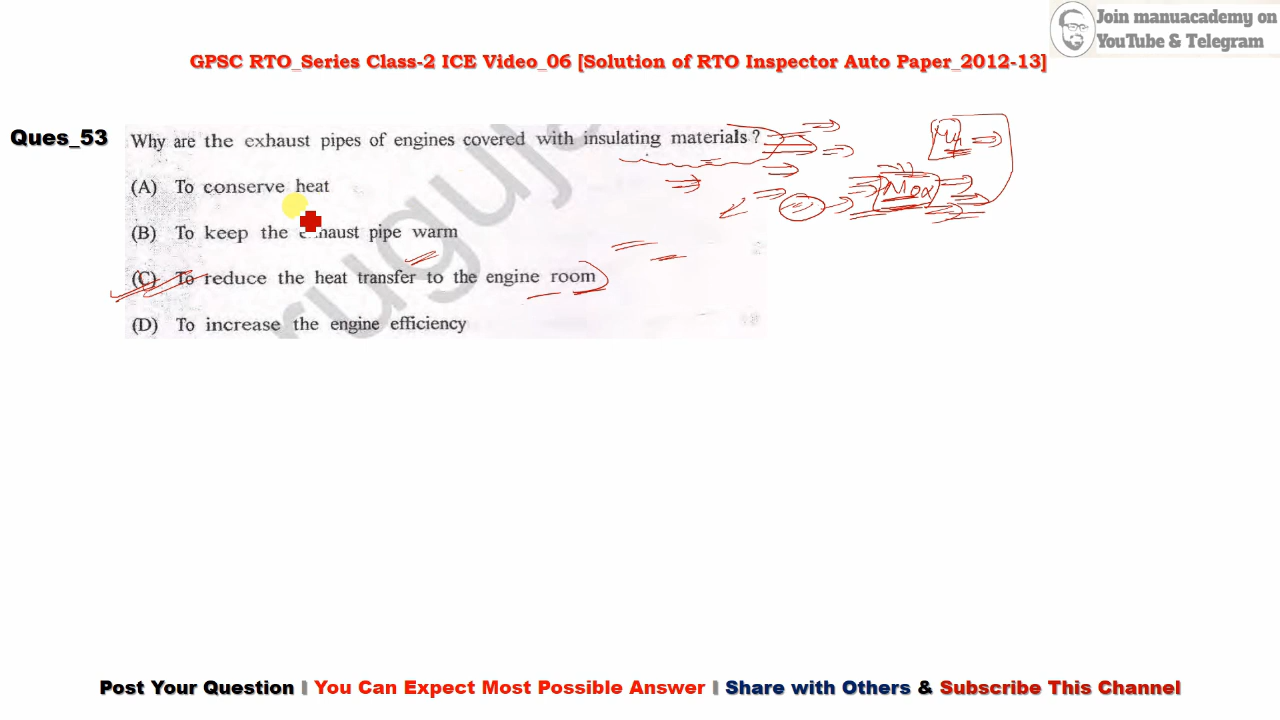 Join manuacademy on
YouTube & Telegram
GPSC RTO_Series Class-2 ICE Video_06 [Solution of RTO Inspector Auto Paper_2012-13]
Ques_53
Why are the exhaust pipes of engines covered with insulating materials ?
(A) To conserve heat
(B) To keep the exhaust pipe warm
(C) To reduce the heat transfer to the engine room
(D) To increase the engine efficiency
Post Your Question | You Can Expect Most Possible Answer | Share with Others & Subscribe This Channel